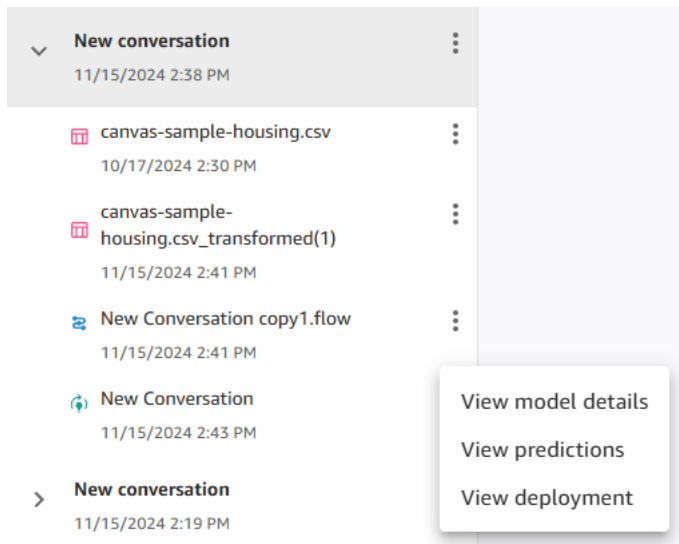 New conversation
11/15/2024 2:38 PM
canvas-sample-housing.csv
10/17/2024 2:30 PM
canvas-sample-
housing.csv_transformed(1)
11/15/2024 2:41 PM
New Conversation copy1.flow
11/15/2024 2:41 PM
New Conversation
11/15/2024 2:43 PM
View model details
View predictions
View deployment
New conversation
11/15/2024 2:19 PM